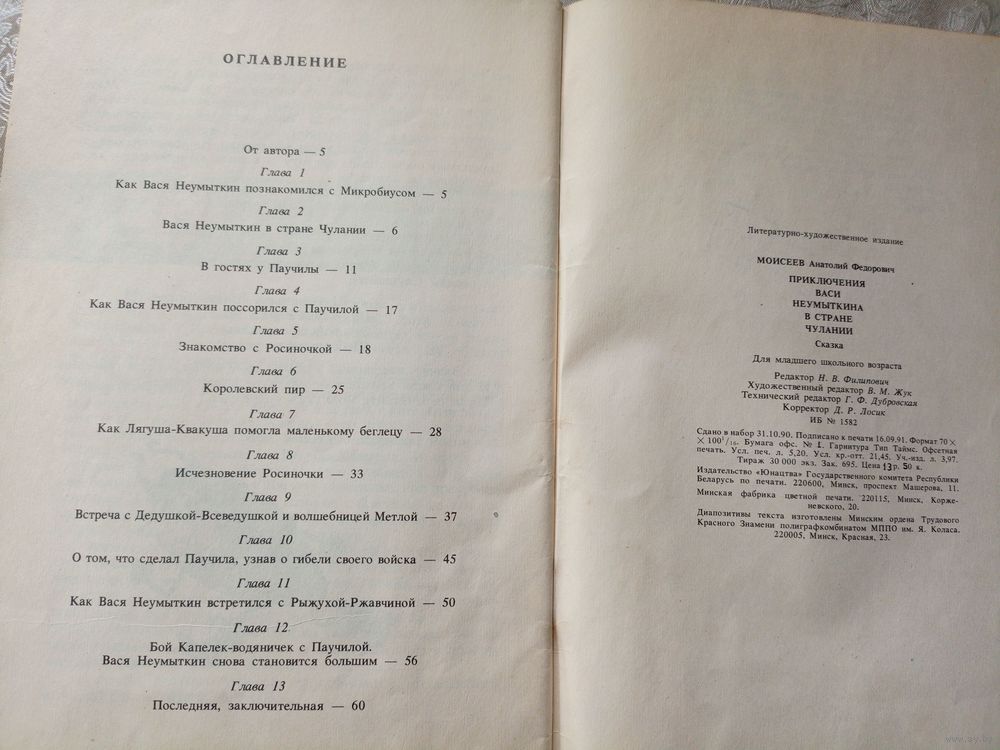 ОГЛАВЛЕНИЕ
От автора — 5
Глава 1
Как Вася Неумыткин познакомился с Микробиусом — 5
Глава 2
Вася Неумыткин в стране Чулании — 6
Глава 3
В гостях у Паучилы — 11
Глава 4
Как Вася Неумыткин поссорился с Паучилой — 17
Глава 5
Знакомство с Росиночкой — 18
Глава 6
Королевский пир — 25
Глава 7
Как Лягуша-Квакуша помогла маленькому беглецу — 28
Глава 8
Исчезновение Росиночки — 33
Глава 9
Встреча с Дедушкой-Всеведушкой и волшебницей Метлой — 37
Глава 10
О том, что сделал Паучила, узнав о гибели своего войска — 45
Глава 11
Как Вася Неумыткин встретился с Рыжухой-Ржавчиной — 50
Глава 12
Бой Капелек-водяничек с Паучилой.
Вася Неумыткин снова становится большим — 56
Глава 13
Последняя, заключительная — 60
Литературно-художественное издание
МОИСЕЕВ Анатолий Федорович
ПРИКЛЮЧЕНИЯ
ВАСИ
НЕУМЫТКИНА
В СТРАНЕ
ЧУЛАНИИ
Сказка
Для младшего школьного возраста
Редактор Н. В. Филипович
Художественный редактор В. М. Жук
Технический редактор Г. Ф. Дубровская
Корректор Д. Р. Лосик
ИБ № 1582
Сдано в набор 31.10.90. Подписано к печати 16.09.91. Формат 70 ×
× 100¹/₁₆. Бумага офс. № 1. Гарнитура Тип Таймс. Офсетная
печать. Усл. печ. л. 5,20. Усл. кр.-отт. 21,45. Уч.-изд. л. 3,97.
Тираж 30 000 экз. Зак. 695. Цена 13 р. 50 к.
Издательство «Юнацтва» Государственного комитета Республики
Беларусь по печати. 220600, Минск, проспект Машерова, 11.
Минская фабрика цветной печати. 220115, Минск, Корже-
невского, 20.
Диапозитивы текста изготовлены Минским ордена Трудового
Красного Знамени полиграфкомбинатом МППО им. Я. Коласа.
220005, Минск, Красная, 23.